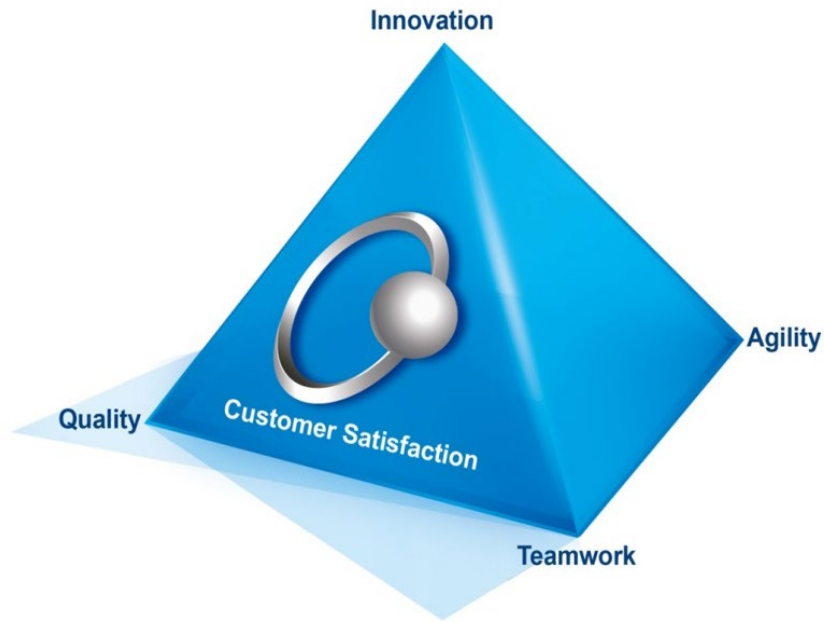 Innovation
Agility
Quality
Customer Satisfaction
Teamwork